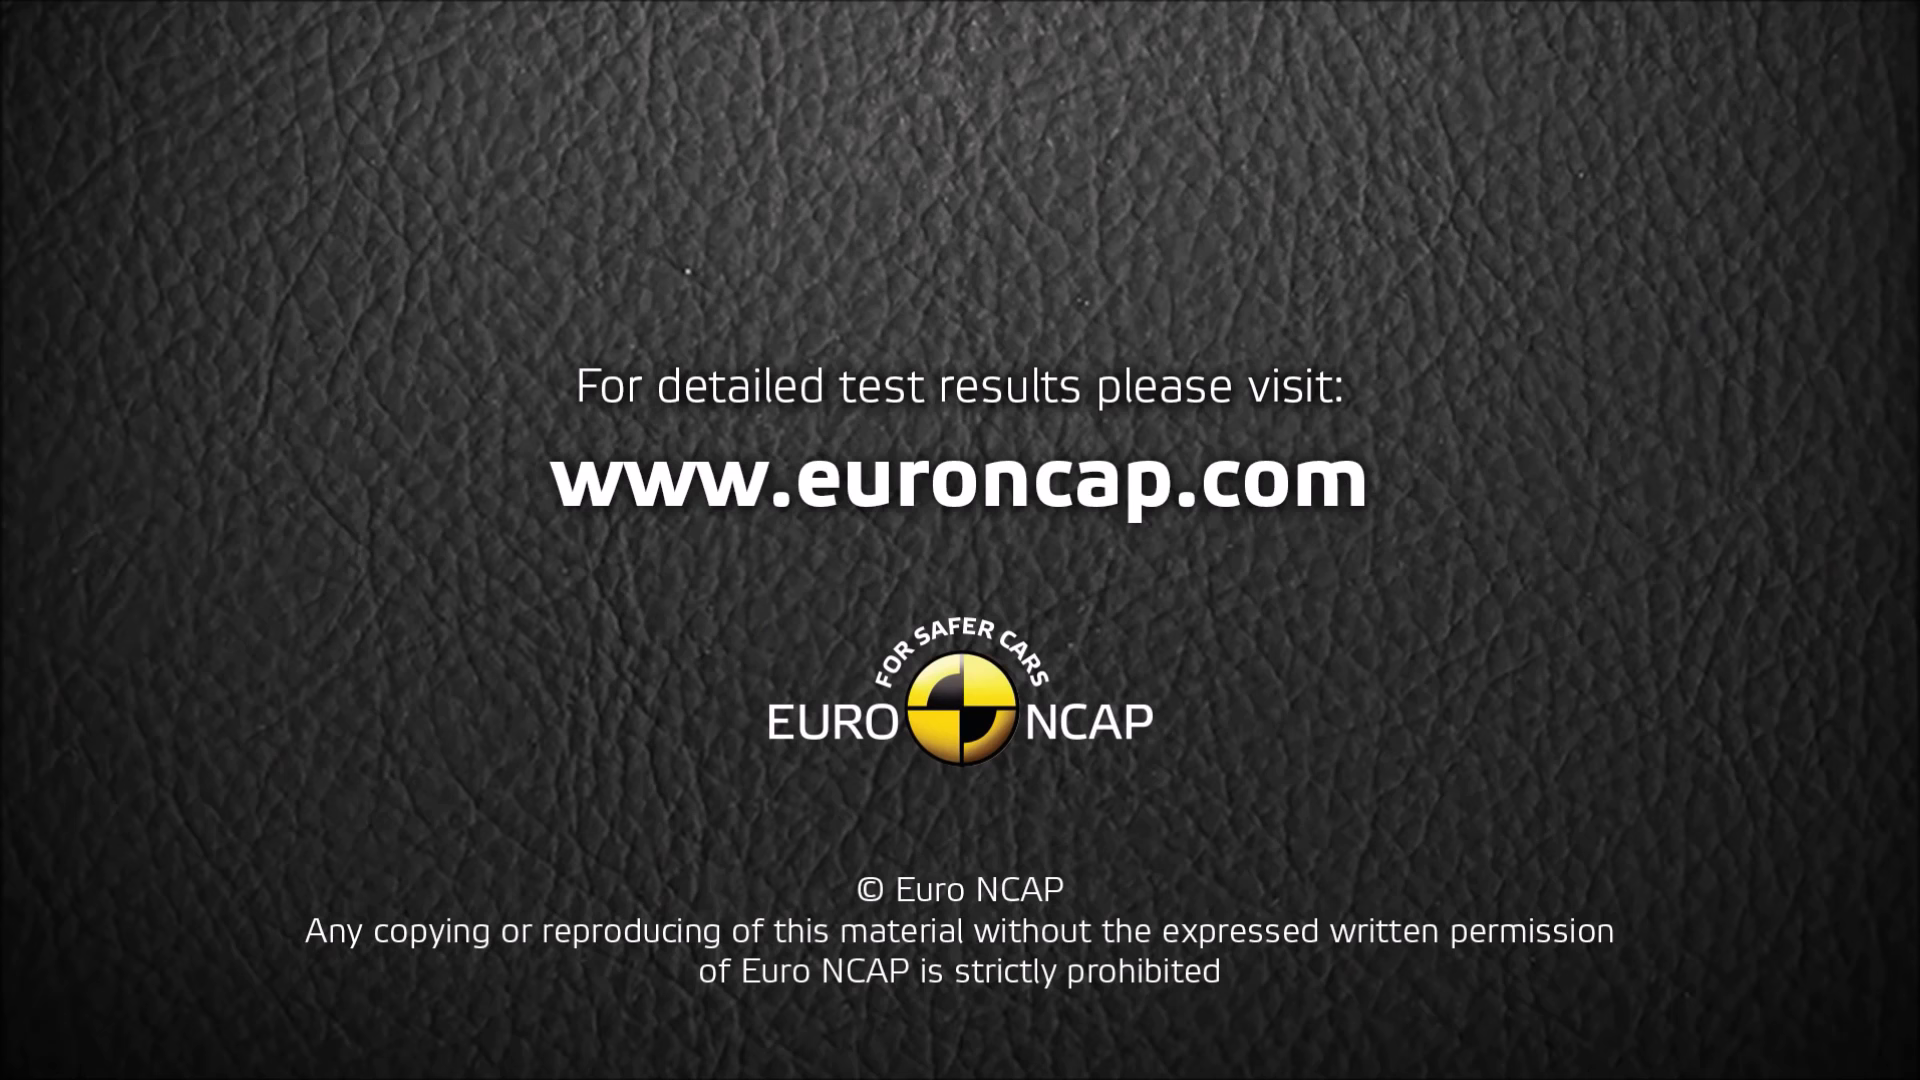 For detailed test results please visit:
www.euroncap.com
FOR SAFER CARS
EURO NCAP
© Euro NCAP
Any copying or reproducing of this material without the expressed written permission
of Euro NCAP is strictly prohibited